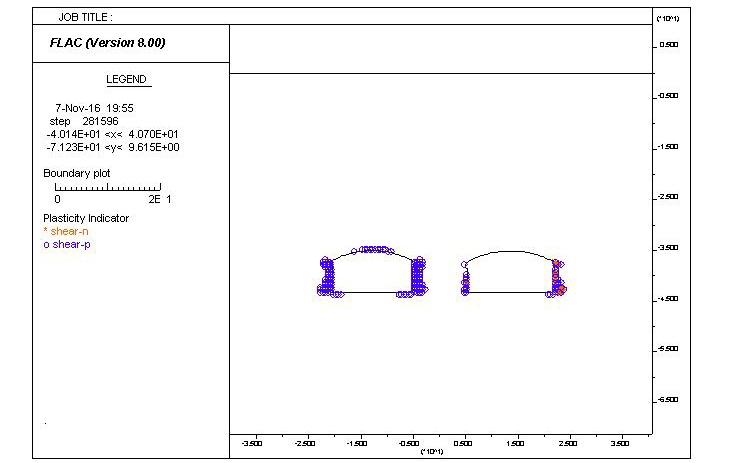 JOB TITLE :
FLAC (Version 8.00)
LEGEND
7-Nov-16 19:55
step 281596
-4.014E+01 <x< 4.070E+01
-7.123E+01 <y< 9.615E+00
Boundary plot
0 2E 1
Plasticity Indicator
* shear-n
o shear-p
(*10^1)
0.500
-0.500
-1.500
-2.500
-3.500
-4.500
-5.500
-6.500
-3.500 -2.500 -1.500 -0.500 0.500 1.500 2.500 3.500
(*10^1)